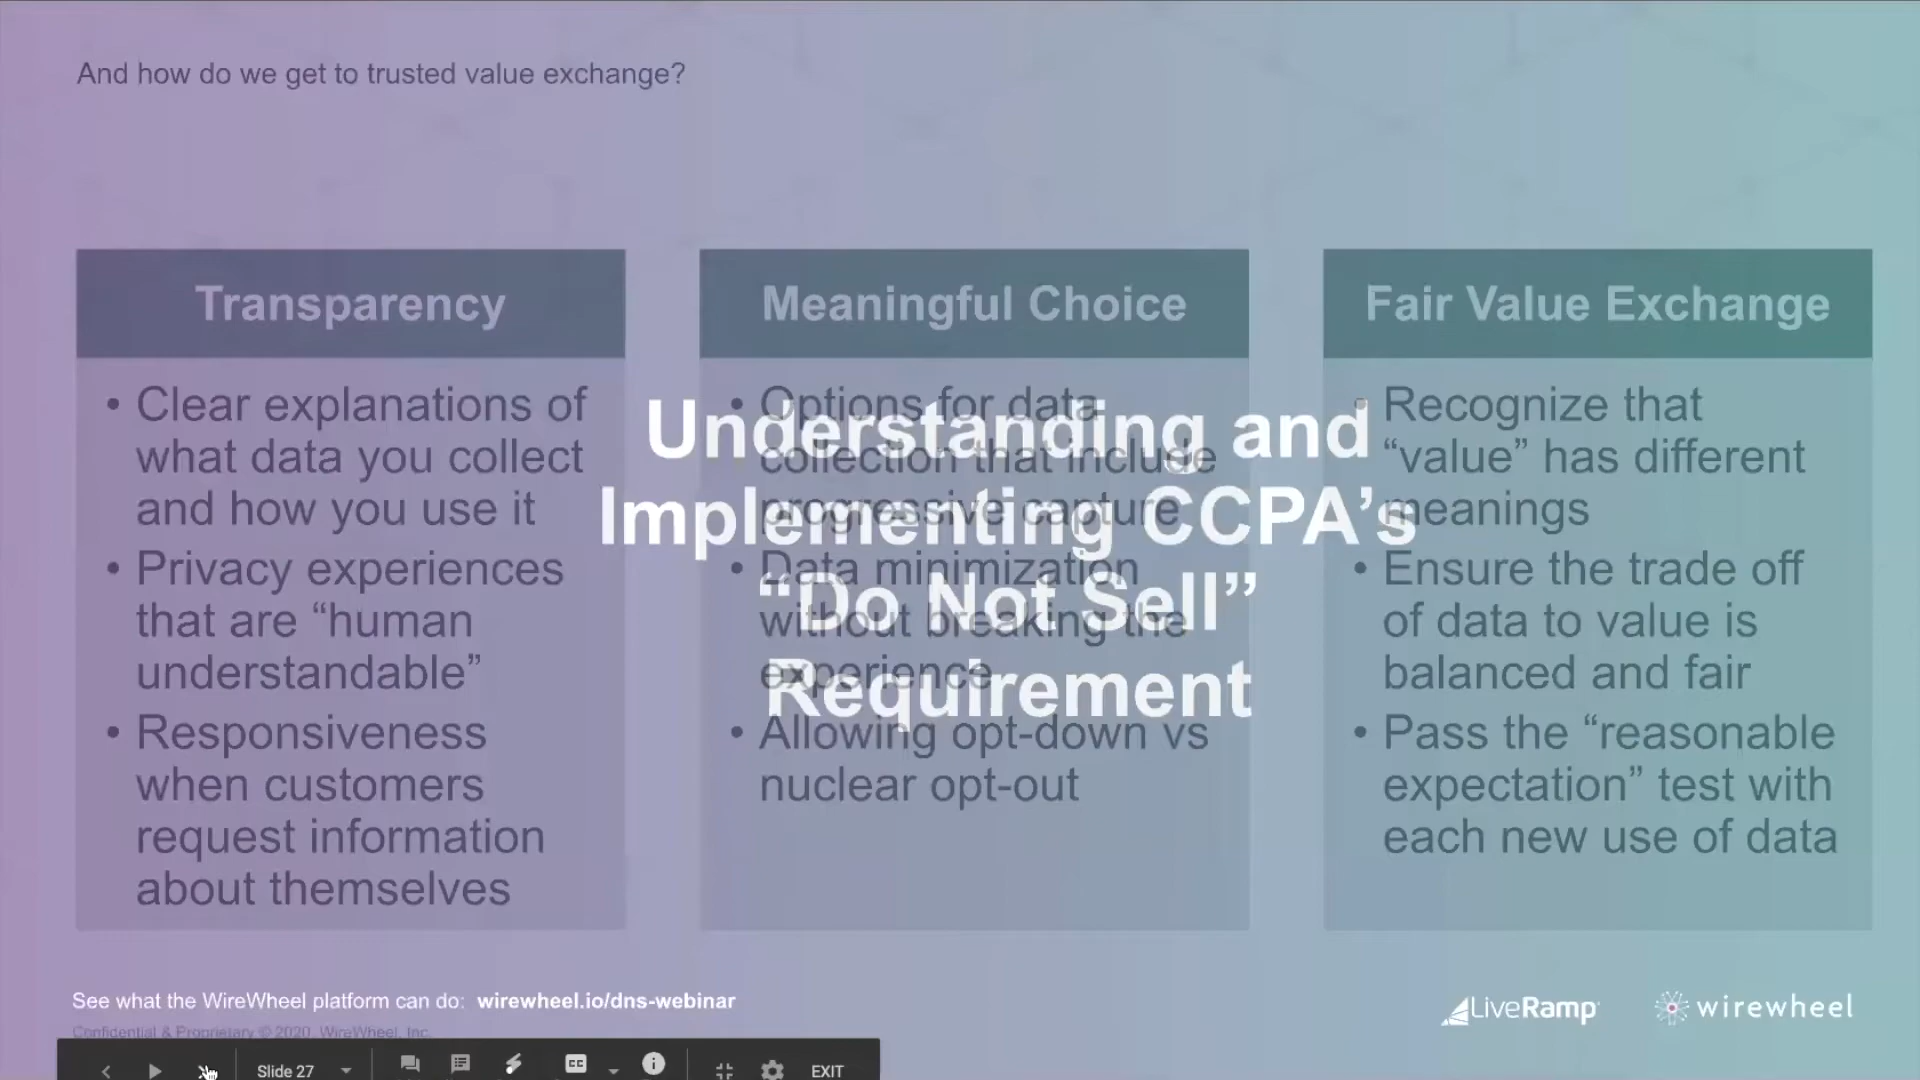 And how do we get to trusted value exchange?
Transparency
• Clear explanations of
what data you collect
and how you use it
• Privacy experiences
that are “human
understandable”
• Responsiveness
when customers
request information
about themselves
Meaningful Choice
• Options for data
collection that include
progressive capture
• Data minimization
without breaking the
experience
• Allowing opt-down vs
nuclear opt-out
Fair Value Exchange
• Recognize that
“value” has different
meanings
• Ensure the trade off
of data to value is
balanced and fair
• Pass the “reasonable
expectation” test with
each new use of data
Understanding and
Implementing CCPA’s
“Do Not Sell”
Requirement
See what the WireWheel platform can do: wirewheel.io/dns-webinar
Confidential & Proprietary © 2020, WireWheel, Inc.
LiveRamp
wirewheel
Slide 27
CC
EXIT